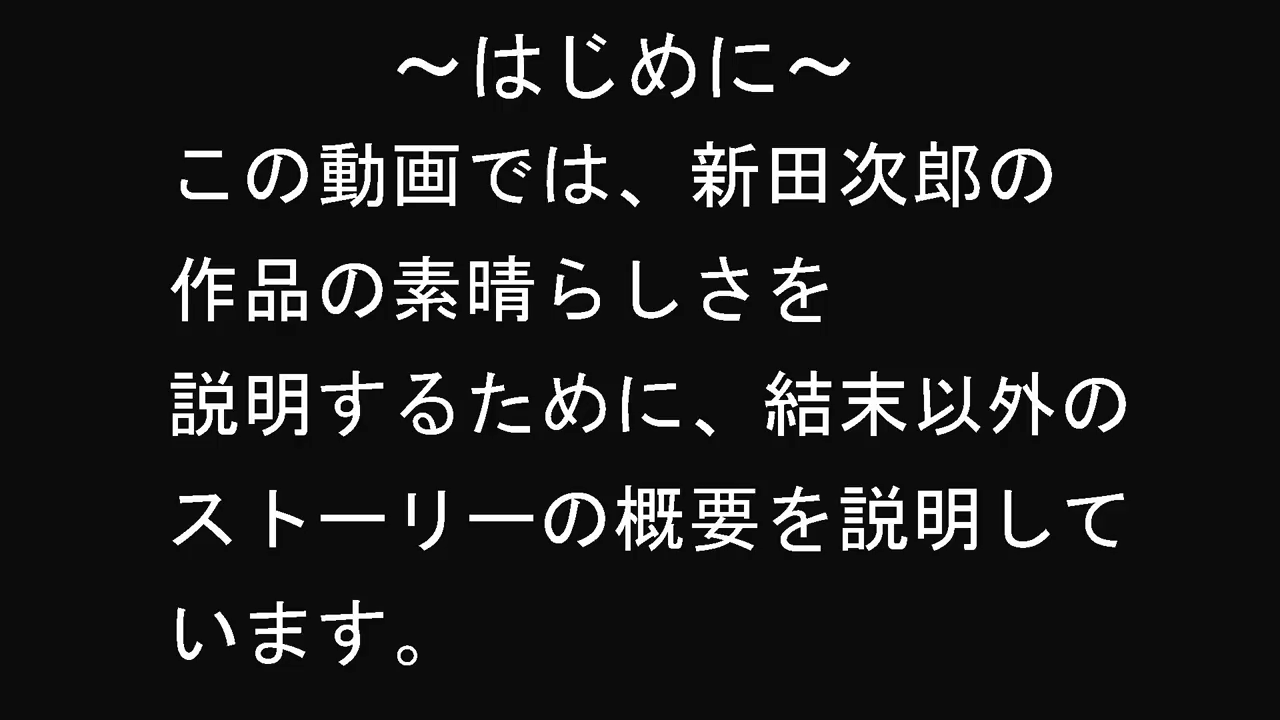 ～はじめに～
この動画では、新田次郎の
作品の素晴らしさを
説明するために、結末以外の
ストーリーの概要を説明して
います。